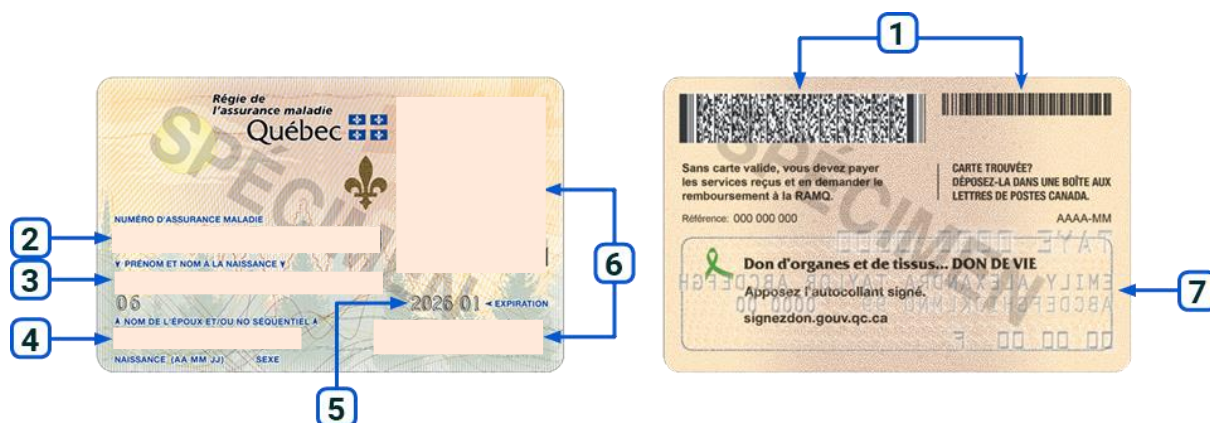 1
Régie de
l'assurance maladie
Québec
SPÉCIMEN
NUMÉRO D'ASSURANCE MALADIE
2
PRÉNOM ET NOM À LA NAISSANCE
3
06
2026 01 EXPIRATION
NOM DE L'ÉPOUX ET/OU NO SÉQUENTIEL
4
NAISSANCE (AA MM JJ) SEXE
5
6
SPÉCIMEN
Sans carte valide, vous devez payer
les services reçus et en demander le
remboursement à la RAMQ.
CARTE TROUVÉE?
DÉPOSEZ-LA DANS UNE BOÎTE AUX
LETTRES DE POSTES CANADA.
Référence: 000 000 000
AAAA-MM
Don d'organes et de tissus... DON DE VIE
Apposez l'autocollant signé.
signezdon.gouv.qc.ca
7